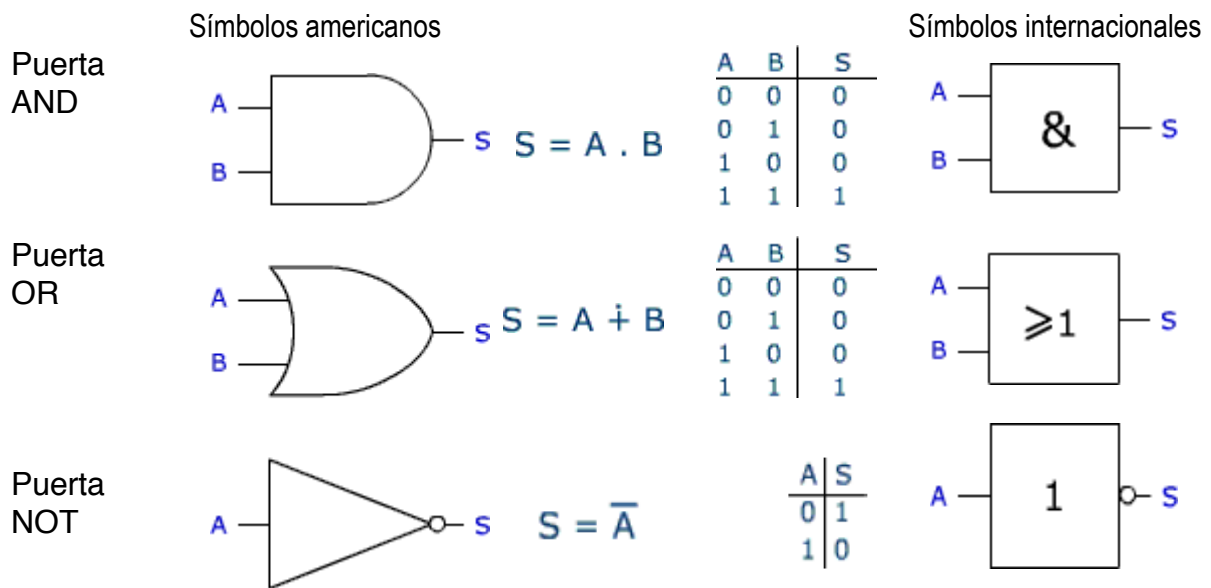 Símbolos americanos
Símbolos internacionales
Puerta
AND
A
B
S
S = A . B
A B S
0 0 0
0 1 0
1 0 0
1 1 1
A
B
&
S
Puerta
OR
A
B
S
S = A ∔ B
A B S
0 0 0
0 1 0
1 0 0
1 1 1
A
B
⩾1
S
Puerta
NOT
A
S
S = A̅
A S
0 1
1 0
A
1
S